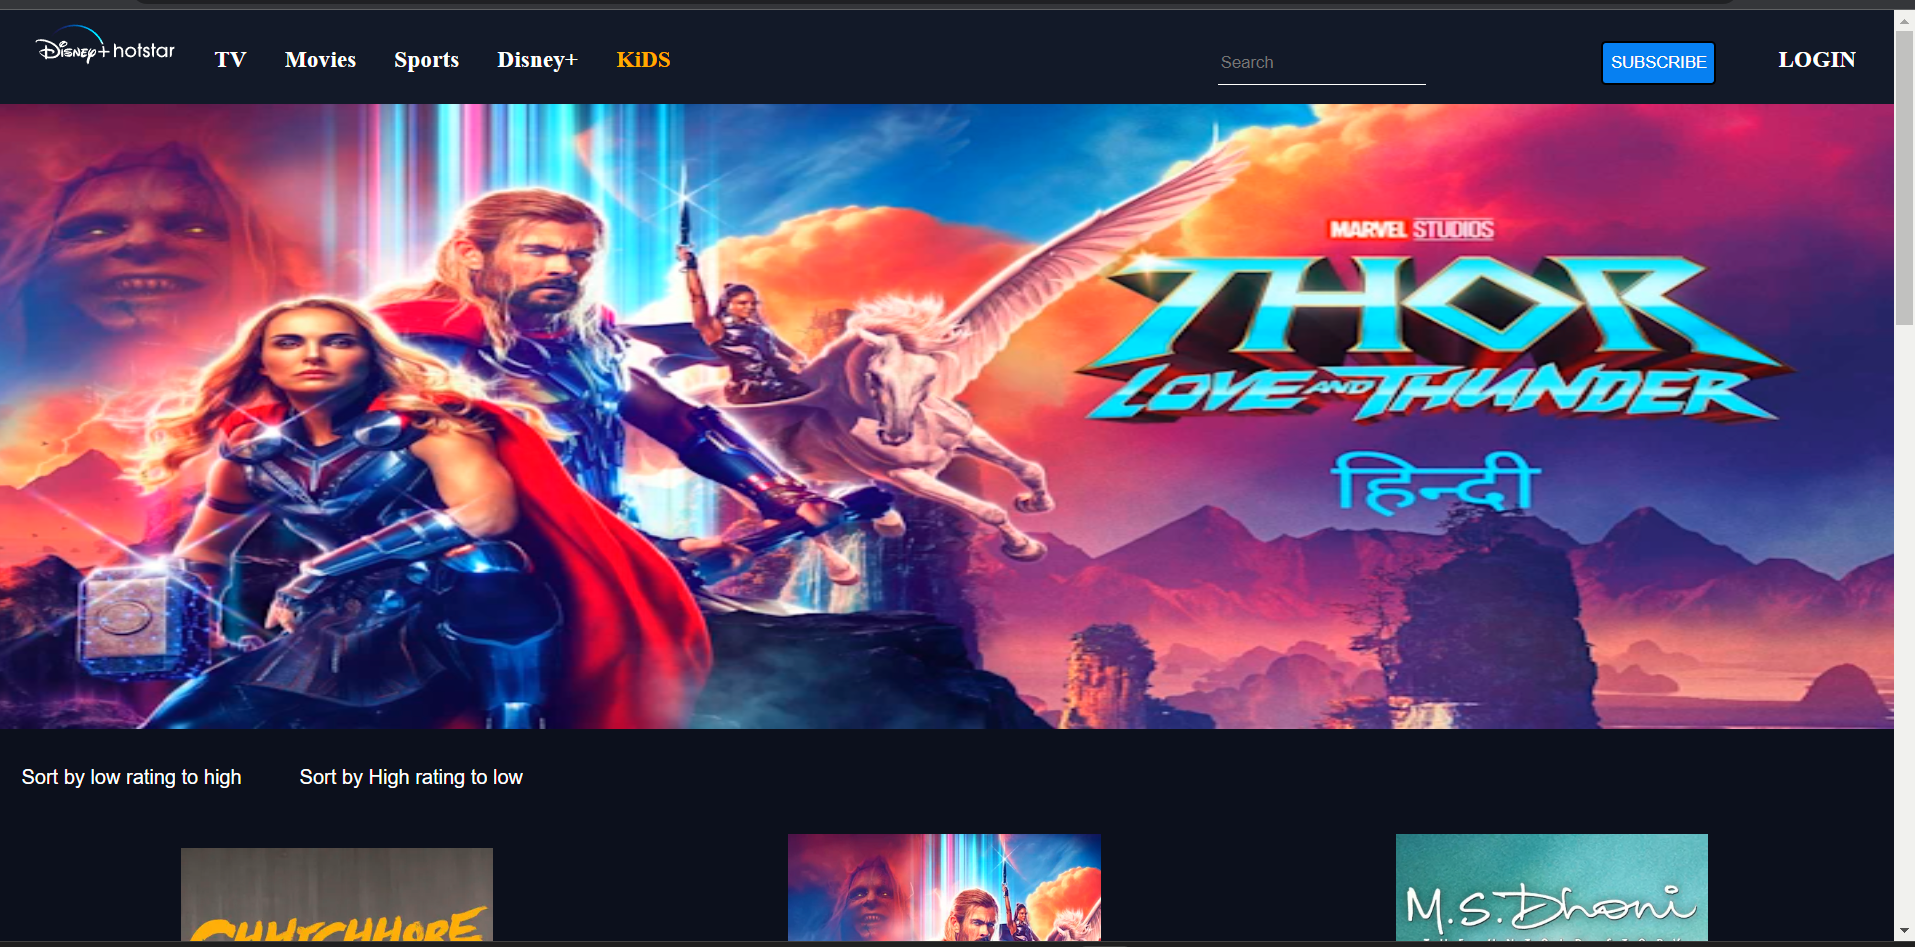 Disney+ hotstar
TV Movies Sports Disney+ KiDS Search SUBSCRIBE LOGIN
MARVEL STUDIOS
THOR
LOVE AND THUNDER
हिन्दी
Sort by low rating to high Sort by High rating to low
CHHICHHORE
M.S.Dhoni